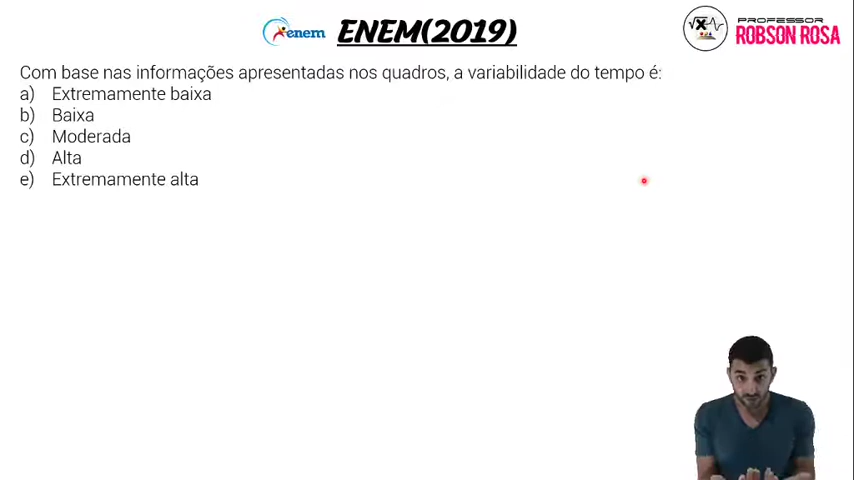 enem ENEM(2019)
√x PROFESSOR
ROBSON ROSA
Com base nas informações apresentadas nos quadros, a variabilidade do tempo é:
a) Extremamente baixa
b) Baixa
c) Moderada
d) Alta
e) Extremamente alta